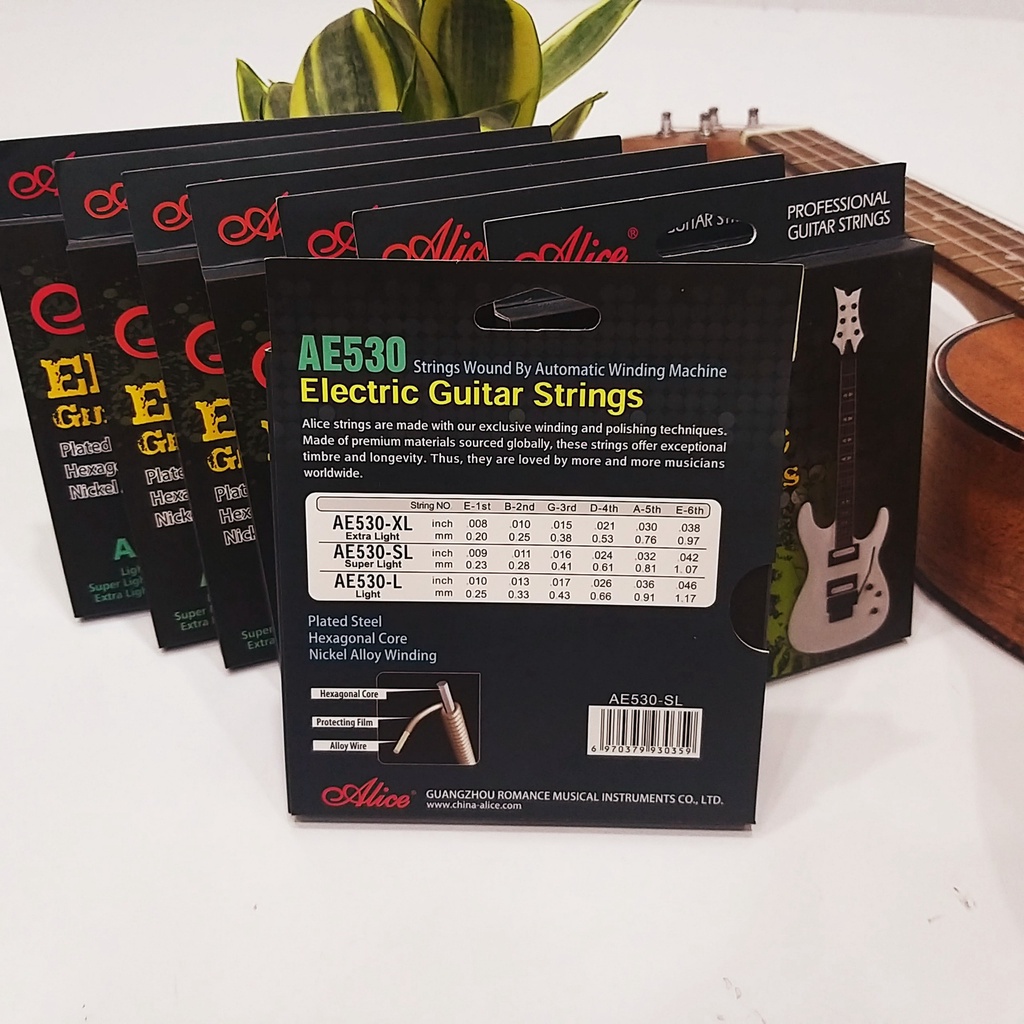 Alice
Alice
Alice®
GUITAR
PROFESSIONAL
GUITAR STRINGS
AE530 Strings Wound By Automatic Winding Machine
Electric Guitar Strings
Alice strings are made with our exclusive winding and polishing techniques.
Made of premium materials sourced globally, these strings offer exceptional
timbre and longevity. Thus, they are loved by more and more musicians
worldwide.
String NO E-1st B-2nd G-3rd D-4th A-5th E-6th
AE530-XL inch .008 .010 .015 .021 .030 .038
Extra Light mm 0.20 0.25 0.38 0.53 0.76 0.97
AE530-SL inch .009 .011 .016 .024 .032 .042
Super Light mm 0.23 0.28 0.41 0.61 0.81 1.07
AE530-L inch .010 .013 .017 .026 .036 .046
Light mm 0.25 0.33 0.43 0.66 0.91 1.17
Plated Steel
Hexagonal Core
Nickel Alloy Winding
Hexagonal Core
Protecting Film
Alloy Wire
AE530-SL
6 970379 930359
Alice® GUANGZHOU ROMANCE MUSICAL INSTRUMENTS CO., LTD.
www.china-alice.com
Plated
Nickel
Super Light